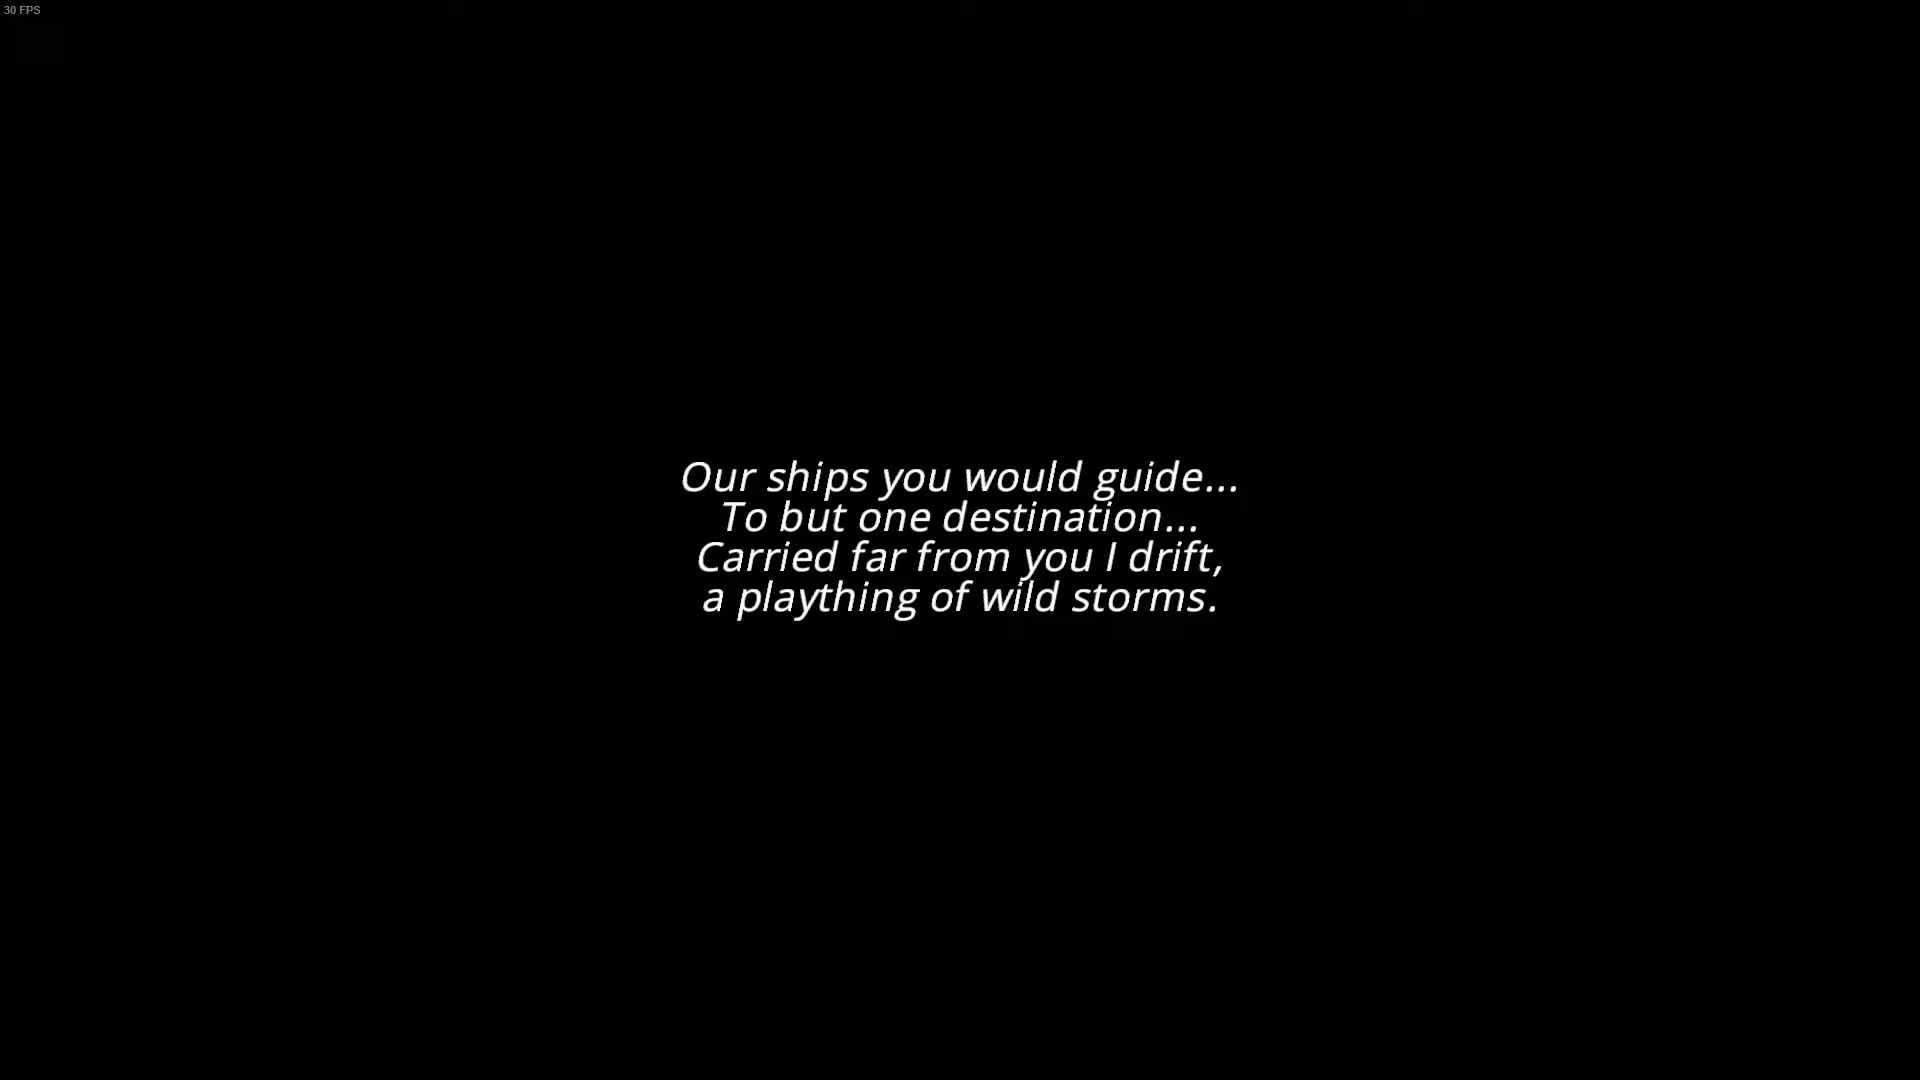 30 FPS
Our ships you would guide...
To but one destination...
Carried far from you I drift,
a plaything of wild storms.